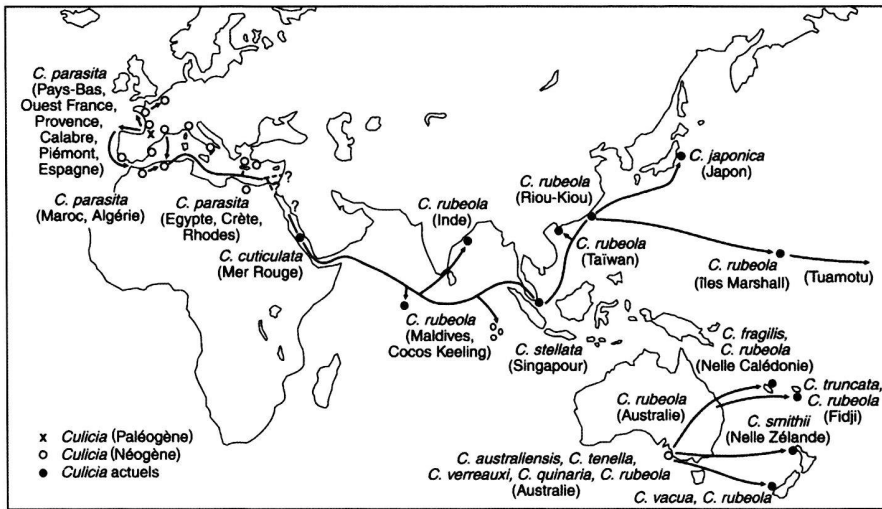 C. parasita
(Pays-Bas,
Ouest France,
Provence,
Calabre,
Piémont,
Espagne)
C. parasita
(Maroc, Algérie)
C. parasita
(Egypte, Crète,
Rhodes)
?
?
C. cuticulata
(Mer Rouge)
C. rubeola
(Inde)
C. rubeola
(Maldives,
Cocos Keeling)
C. rubeola
(Riou-Kiou)
C. japonica
(Japon)
C. rubeola
(Taïwan)
C. rubeola
(îles Marshall)
(Tuamotu)
C. stellata
(Singapour)
C. fragilis,
C. rubeola
(Nelle Calédonie)
C. truncata,
C. rubeola
(Fidji)
C. rubeola
(Australie)
C. smithii
(Nelle Zélande)
C. australiensis, C. tenella,
C. verreauxi, C. quinaria, C. rubeola
(Australie)
C. vacua, C. rubeola
x Culicia (Paléogène)
o Culicia (Néogène)
● Culicia actuels